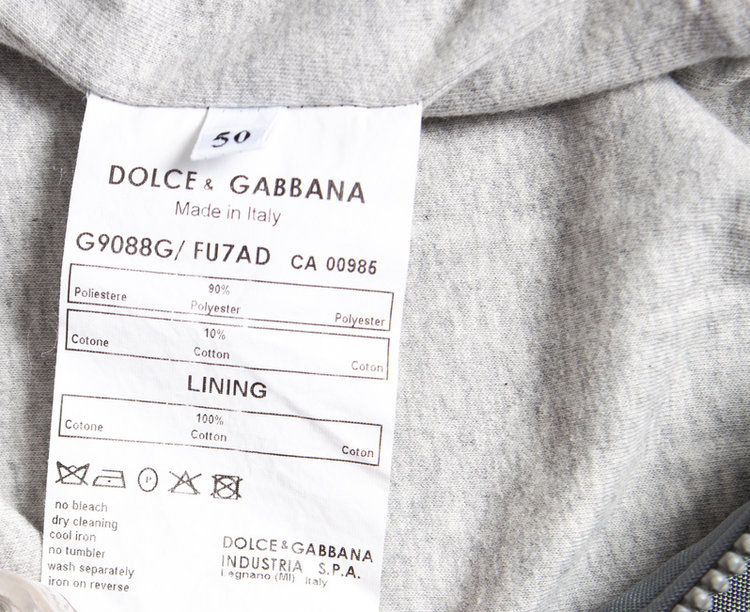 50
DOLCE & GABBANA
Made in Italy
G9088G/ FU7AD CA 00985
90%
Poliestere Polyester Polyester
10%
Cotone Cotton Coton
LINING
100%
Cotone Cotton Coton
P
no bleach
dry cleaning
cool iron
no tumbler
wash separately
iron on reverse
DOLCE & GABBANA
INDUSTRIA S.P.A.
Legnano (MI) Italy